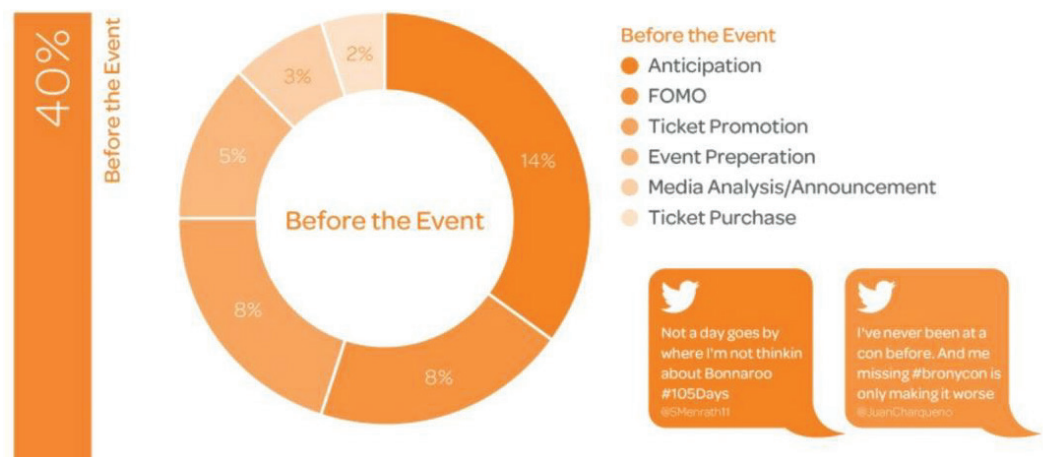 40%
Before the Event
2%
3%
5%
14%
8%
8%
Before the Event
Before the Event
Anticipation
FOMO
Ticket Promotion
Event Preperation
Media Analysis/Announcement
Ticket Purchase
Not a day goes by
where I'm not thinkin
about Bonnaroo
#105Days
@SMenrath11
I've never been at a
con before. And me
missing #bronycon is
only making it worse
@JuanCharqueno